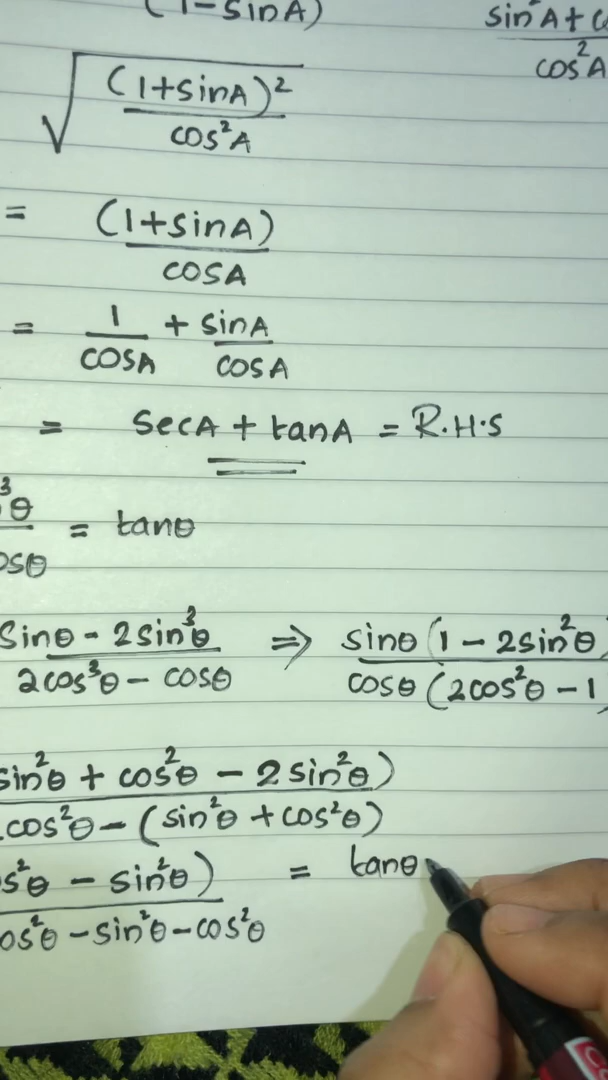 (1-SINA)
sin²A + c
cos²A
√((1+sinA)²
cos²A
= (1+sinA)
cosA
= 1 + sinA
cosA cosA
= SecA + tanA = R.H.S
³θ = tanθ
osθ
Sinθ - 2sin³θ ⇒ sinθ(1 - 2sin²θ)
2cos³θ - cosθ cosθ(2cos²θ - 1)
sin²θ + cos²θ - 2sin²θ)
cos²θ - (sin²θ + cos²θ)
s²θ - sin²θ) = tanθ
os²θ - sin²θ - cos²θ